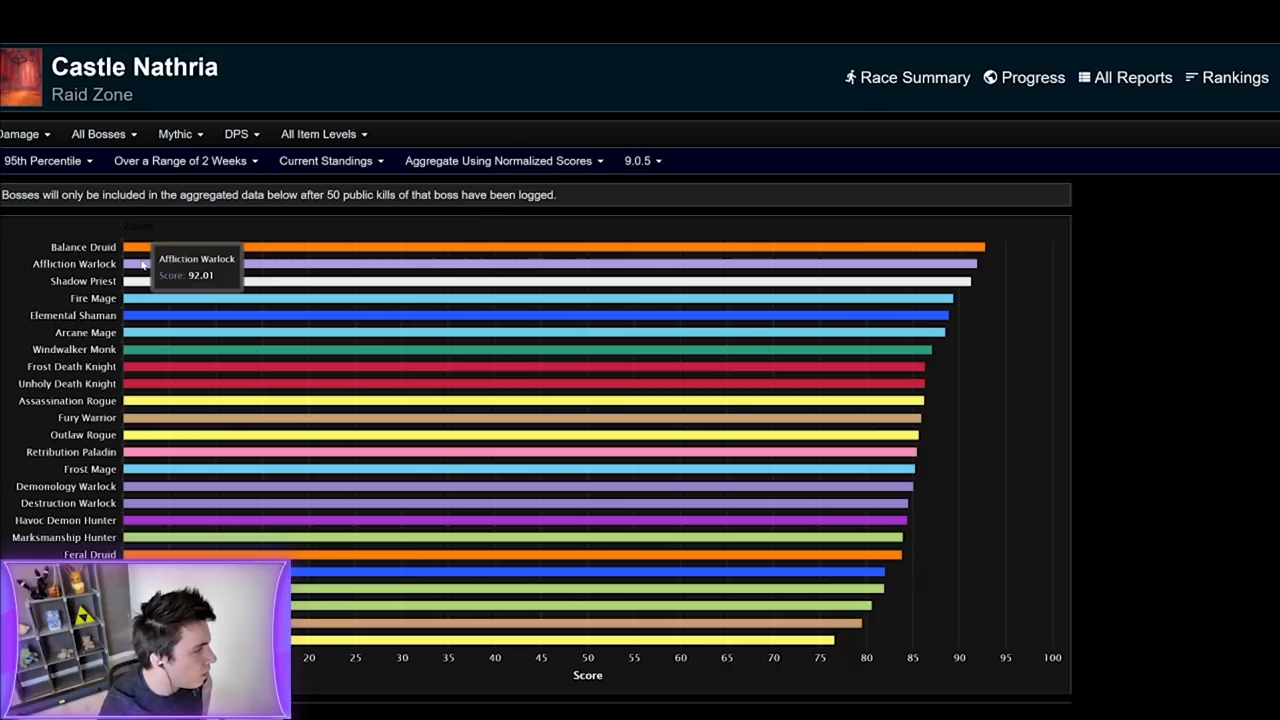 Castle Nathria
Raid Zone
Race Summary
Progress
All Reports
Rankings
Damage
All Bosses
Mythic
DPS
All Item Levels
95th Percentile
Over a Range of 2 Weeks
Current Standings
Aggregate Using Normalized Scores
9.0.5
Bosses will only be included in the aggregated data below after 50 public kills of that boss have been logged.
Zoom
Balance Druid
Affliction Warlock
Affliction Warlock
Score: 92.01
Shadow Priest
Fire Mage
Elemental Shaman
Arcane Mage
Windwalker Monk
Frost Death Knight
Unholy Death Knight
Assassination Rogue
Fury Warrior
Outlaw Rogue
Retribution Paladin
Frost Mage
Demonology Warlock
Destruction Warlock
Havoc Demon Hunter
Marksmanship Hunter
Feral Druid
20 25 30 35 40 45 50 55 60 65 70 75 80 85 90 95 100
Score